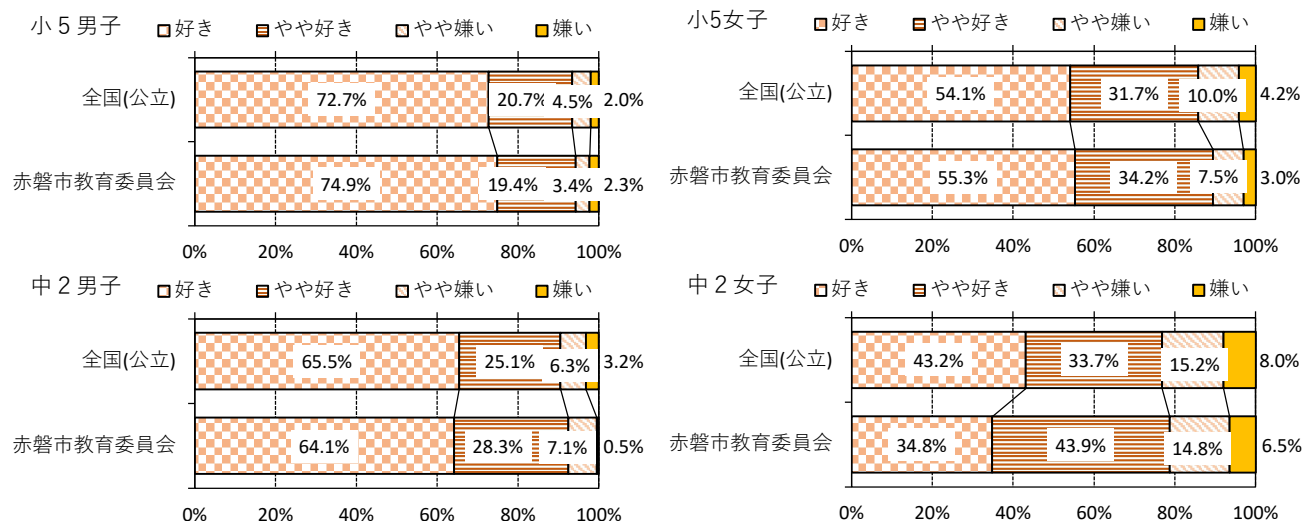 小５男子 好き やや好き やや嫌い 嫌い
全国(公立) 72.7% 20.7% 4.5% 2.0%
赤磐市教育委員会 74.9% 19.4% 3.4% 2.3%
0% 20% 40% 60% 80% 100%
小5女子 好き やや好き やや嫌い 嫌い
全国(公立) 54.1% 31.7% 10.0% 4.2%
赤磐市教育委員会 55.3% 34.2% 7.5% 3.0%
0% 20% 40% 60% 80% 100%
中２男子 好き やや好き やや嫌い 嫌い
全国(公立) 65.5% 25.1% 6.3% 3.2%
赤磐市教育委員会 64.1% 28.3% 7.1% 0.5%
0% 20% 40% 60% 80% 100%
中２女子 好き やや好き やや嫌い 嫌い
全国(公立) 43.2% 33.7% 15.2% 8.0%
赤磐市教育委員会 34.8% 43.9% 14.8% 6.5%
0% 20% 40% 60% 80% 100%